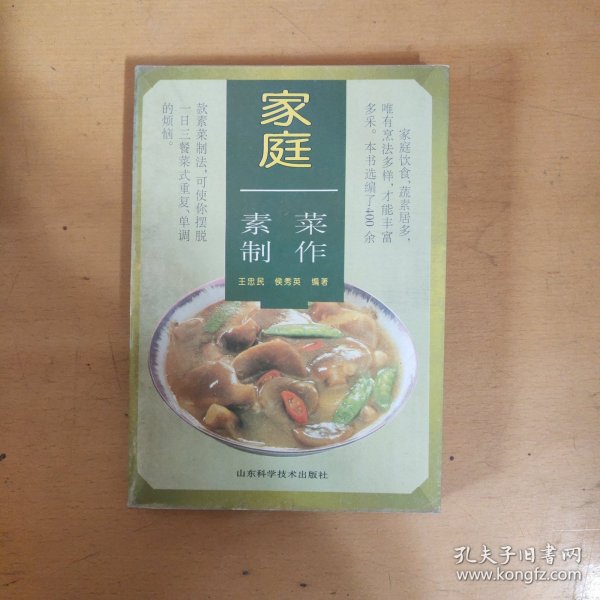 家庭
素菜
制作
王忠民 侯秀英 编著
家庭饮食，蔬素居多，
唯有烹法多样，才能丰富
多采。本书选编了400余
款素菜制法，可使你摆脱
一日三餐菜式重复、单调
的烦恼。
山东科学技术出版社
孔夫子旧书网
www.kongfz.com